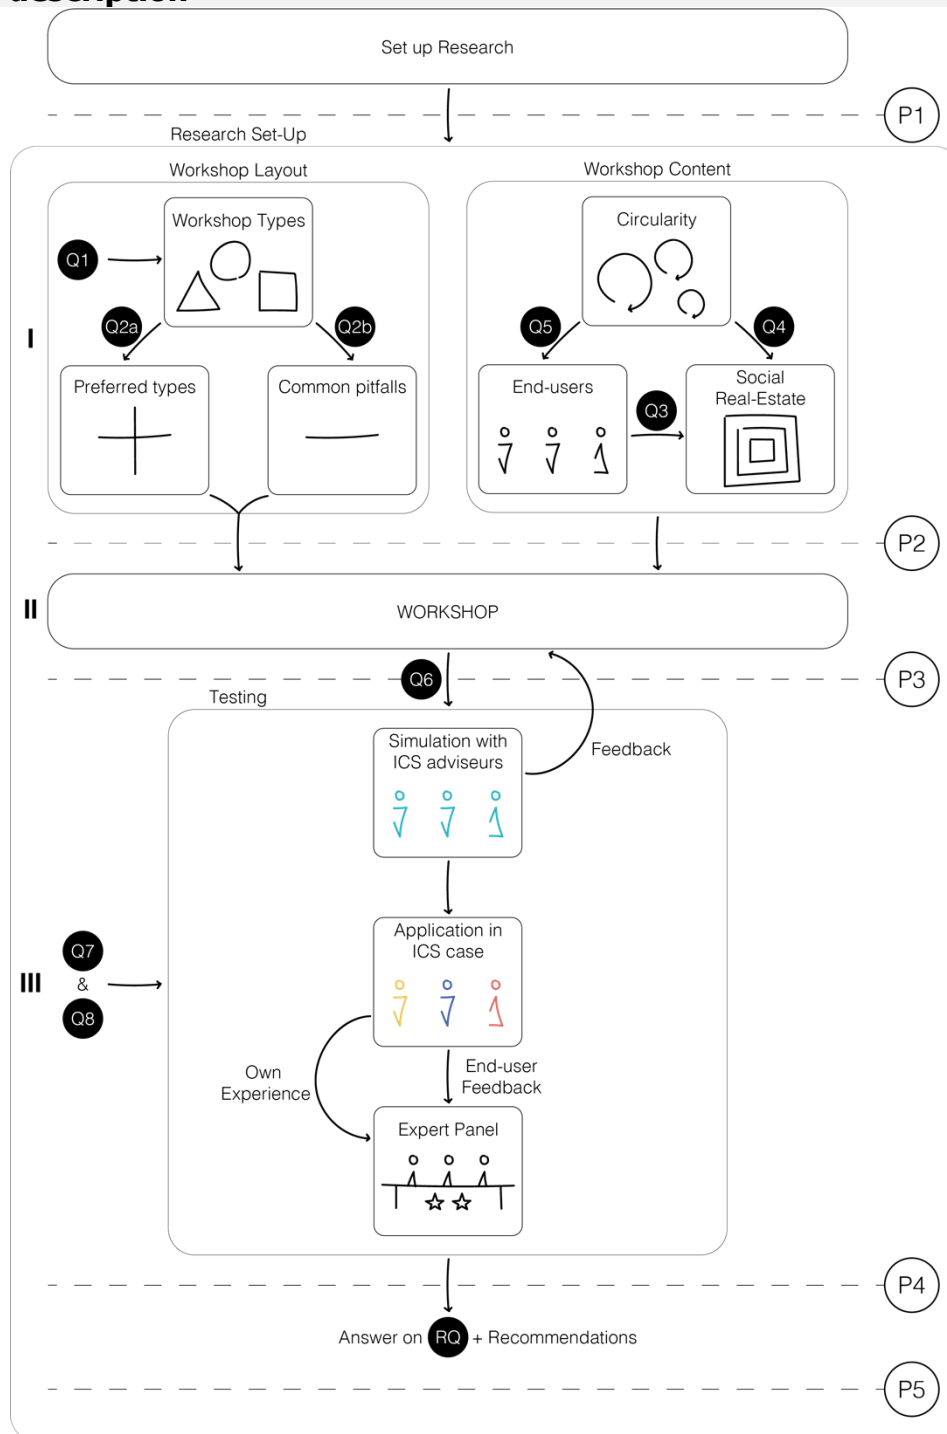 description
Set up Research
P1
Research Set-Up
Workshop Layout
Workshop Content
I
Workshop Types
Q1
Q2a
Q2b
Preferred types
Common pitfalls
Circularity
Q5
Q4
End-users
Q3
Social
Real-Estate
P2
II
WORKSHOP
Q6
P3
Testing
Simulation with
ICS adviseurs
Feedback
III
Q7
&
Q8
Application in
ICS case
Own
Experience
End-user
Feedback
Expert Panel
P4
Answer on RQ + Recommendations
P5